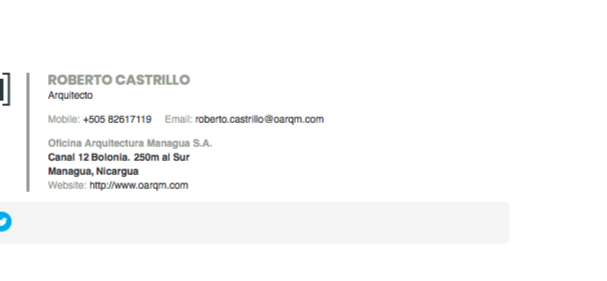 ROBERTO CASTRILLO
Arquitecto
Mobile: +505 82617119 Email: roberto.castrillo@oarqm.com
Oficina Arquitectura Managua S.A.
Canal 12 Bolonia. 250m al Sur
Managua, Nicargua
Website: http://www.oarqm.com